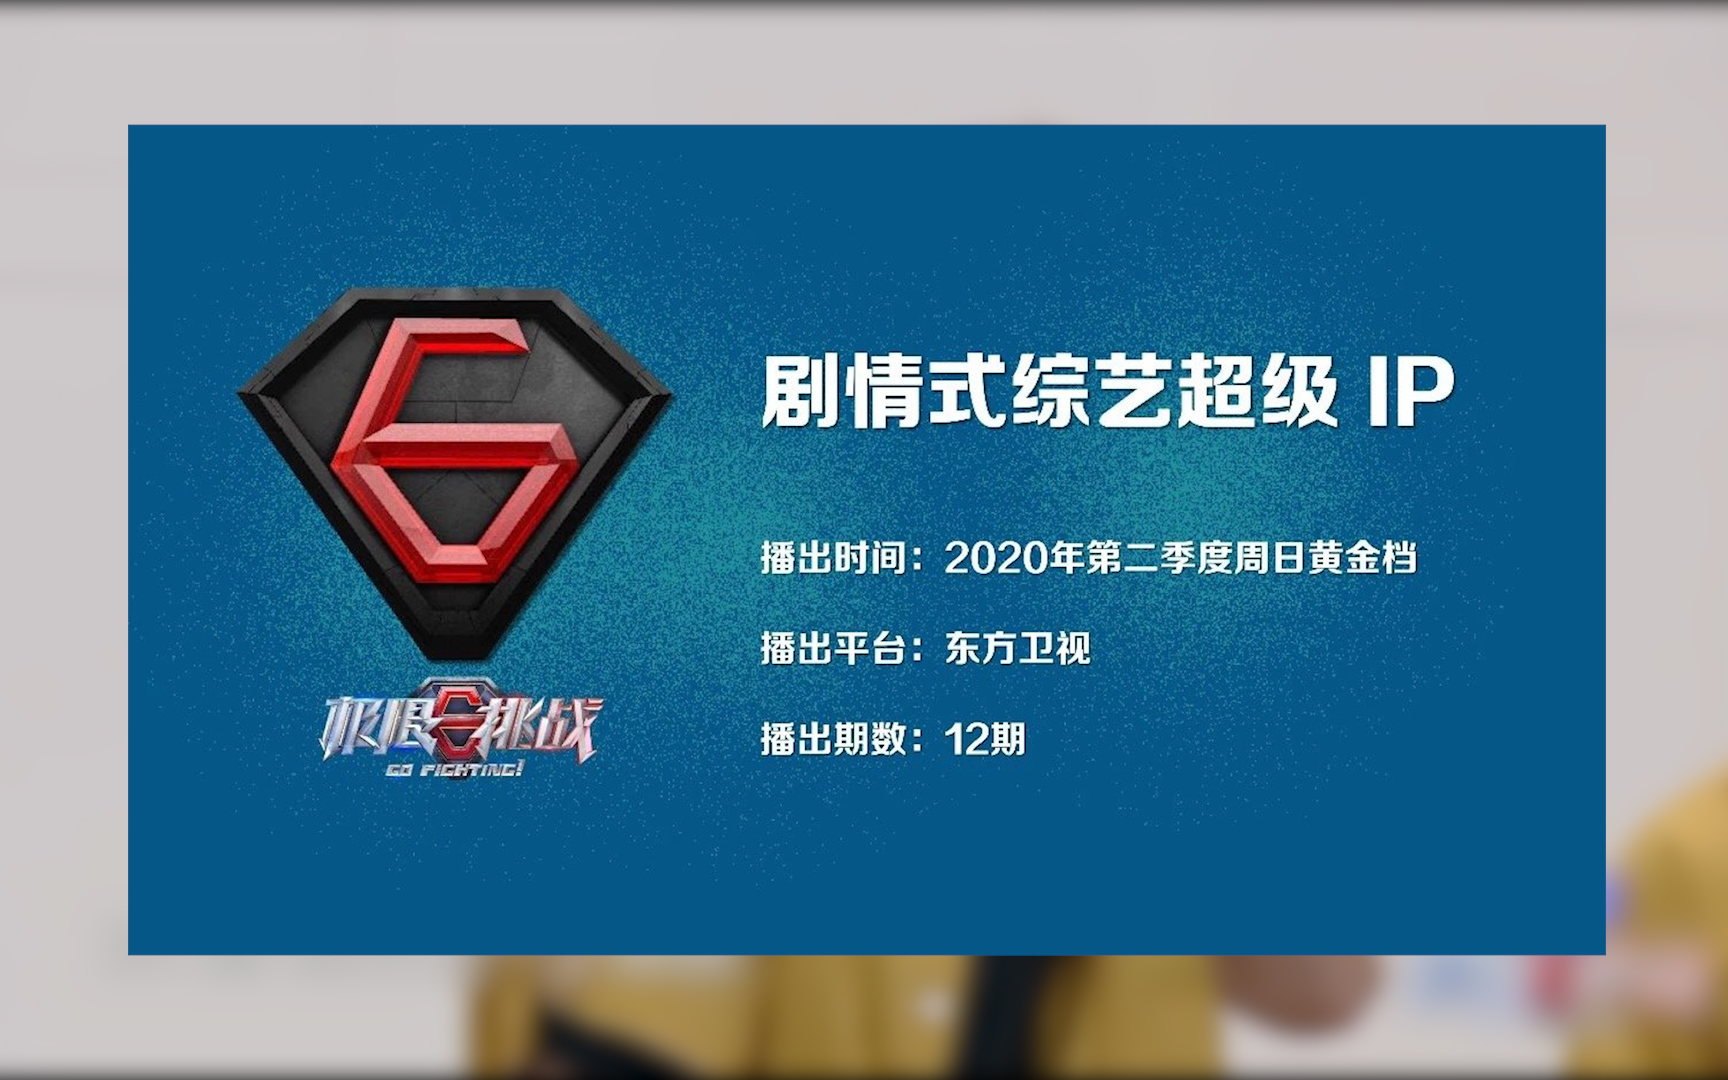 剧情式综艺超级 IP
播出时间：2020年第二季度周日黄金档
播出平台：东方卫视
播出期数：12期
6
极限挑战
GO FIGHTING!